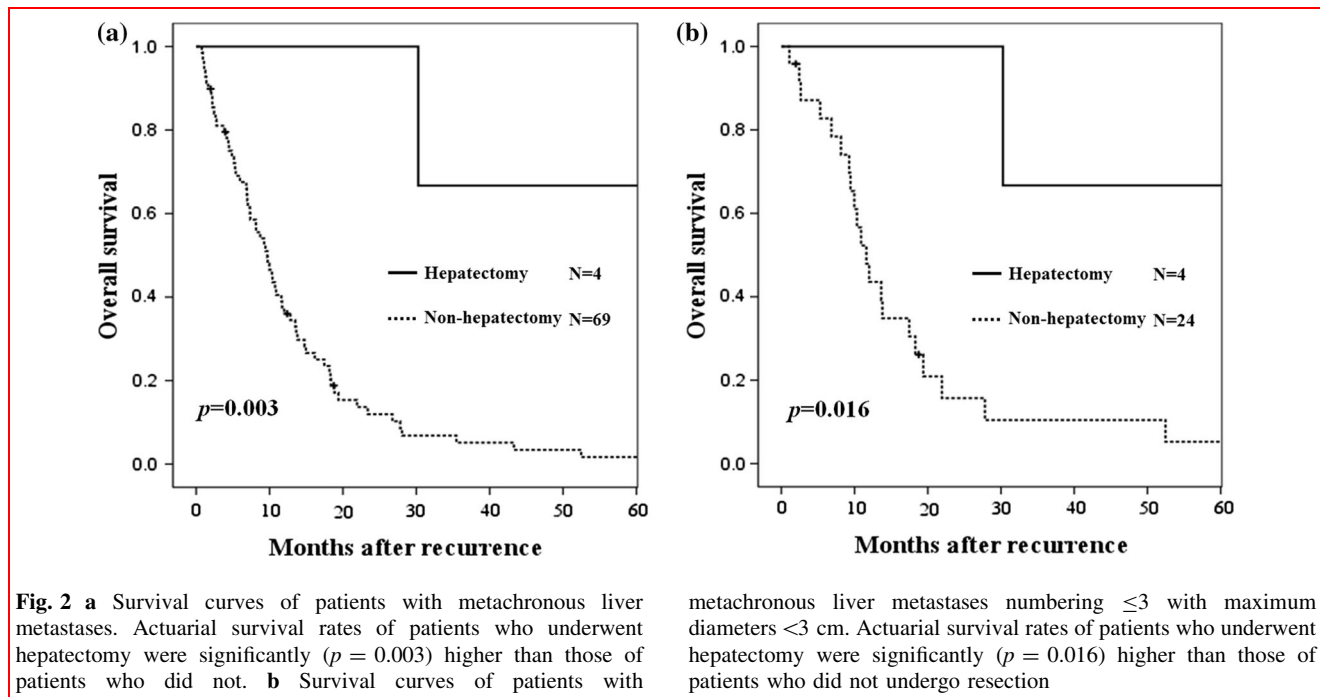 (a)
1.0
0.8
0.6
0.4
0.2
0.0
Overall survival
Hepatectomy N=4
Non-hepatectomy N=69
p=0.003
0 10 20 30 40 50 60
Months after recurrence
(b)
1.0
0.8
0.6
0.4
0.2
0.0
Overall survival
Hepatectomy N=4
Non-hepatectomy N=24
p=0.016
0 10 20 30 40 50 60
Months after recurrence
Fig. 2 a Survival curves of patients with metachronous liver
metastases. Actuarial survival rates of patients who underwent
hepatectomy were significantly (p = 0.003) higher than those of
patients who did not. b Survival curves of patients with
metachronous liver metastases numbering ≤3 with maximum
diameters <3 cm. Actuarial survival rates of patients who underwent
hepatectomy were significantly (p = 0.016) higher than those of
patients who did not undergo resection